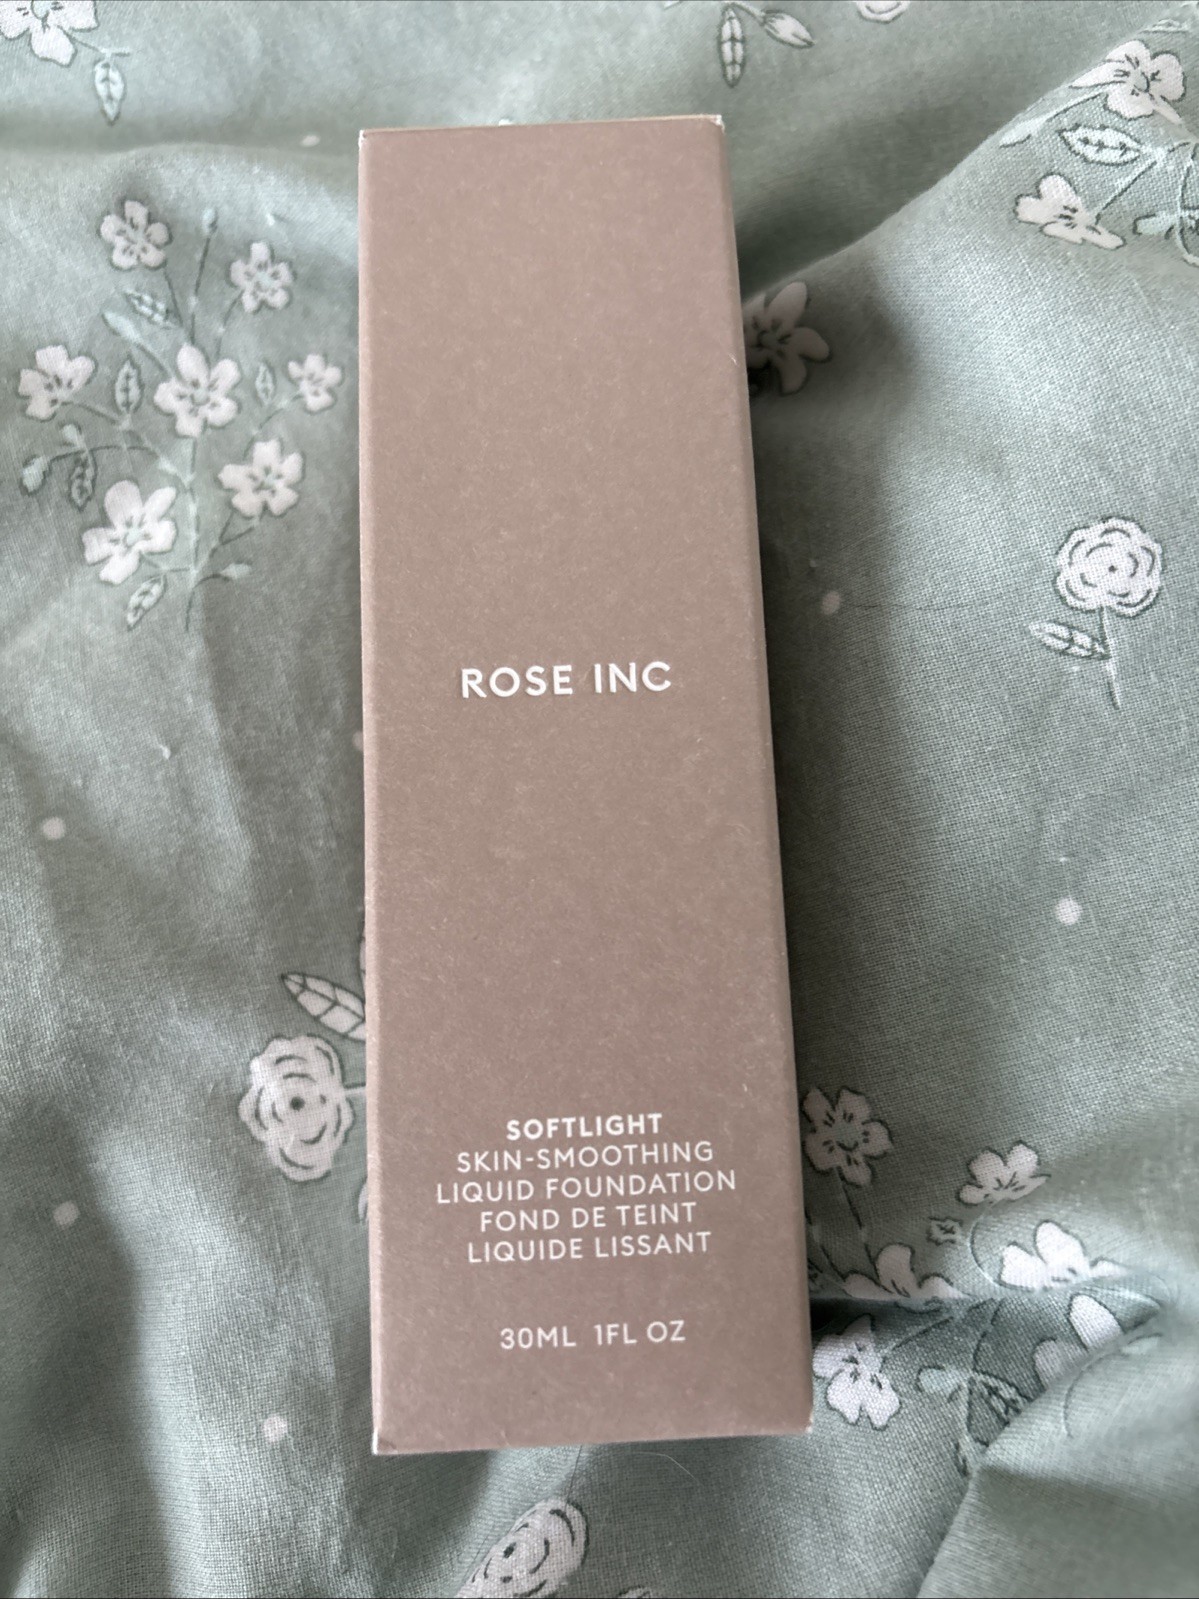 ROSE INC
SOFTLIGHT
SKIN-SMOOTHING
LIQUID FOUNDATION
FOND DE TEINT
LIQUIDE LISSANT
30ML 1FL OZ